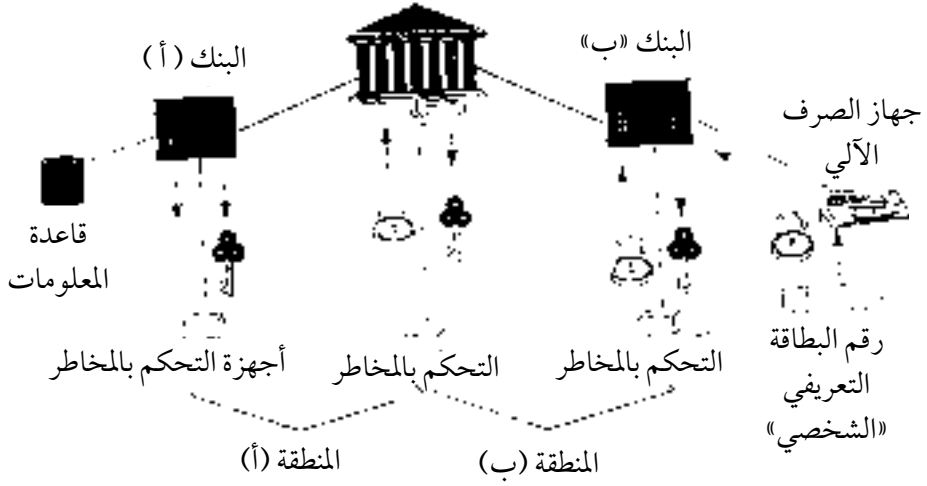 البنك «ب»
البنك (أ)
جهاز الصرف
الآلي
قاعدة
المعلومات
رقم البطاقة
التعريفي
«الشخصي»
التحكم بالمخاطر
التحكم بالمخاطر
أجهزة التحكم بالمخاطر
المنطقة (ب)
المنطقة (أ)